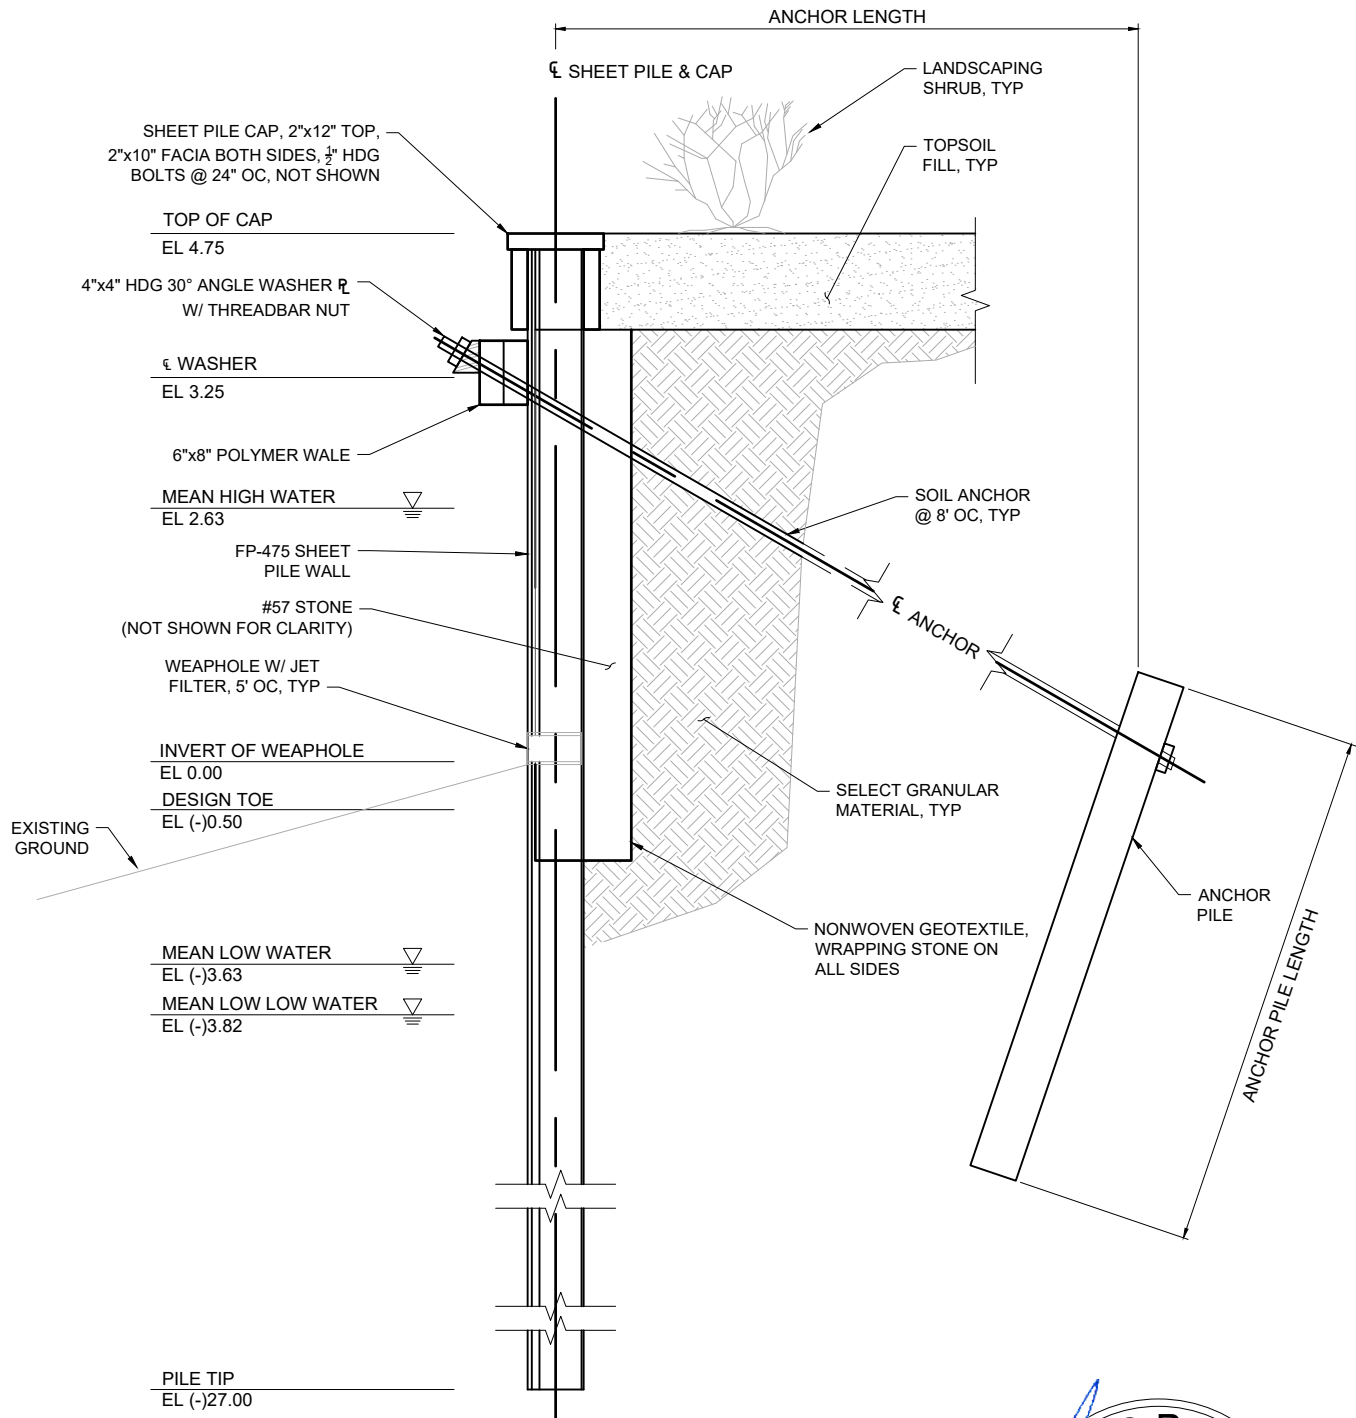 ANCHOR LENGTH
℄ SHEET PILE & CAP
LANDSCAPING
SHRUB, TYP
SHEET PILE CAP, 2"x12" TOP,
2"x10" FACIA BOTH SIDES, ½" HDG
BOLTS @ 24" OC, NOT SHOWN
TOPSOIL
FILL, TYP
TOP OF CAP
EL 4.75
4"x4" HDG 30° ANGLE WASHER PL
W/ THREADBAR NUT
℄ WASHER
EL 3.25
6"x8" POLYMER WALE
MEAN HIGH WATER
EL 2.63
SOIL ANCHOR
@ 8' OC, TYP
FP-475 SHEET
PILE WALL
#57 STONE
(NOT SHOWN FOR CLARITY)
℄ ANCHOR
WEAPHOLE W/ JET
FILTER, 5' OC, TYP
INVERT OF WEAPHOLE
EL 0.00
DESIGN TOE
EL (-)0.50
SELECT GRANULAR
MATERIAL, TYP
EXISTING
GROUND
ANCHOR
PILE
NONWOVEN GEOTEXTILE,
WRAPPING STONE ON
ALL SIDES
ANCHOR PILE LENGTH
MEAN LOW WATER
EL (-)3.63
MEAN LOW LOW WATER
EL (-)3.82
PILE TIP
EL (-)27.00